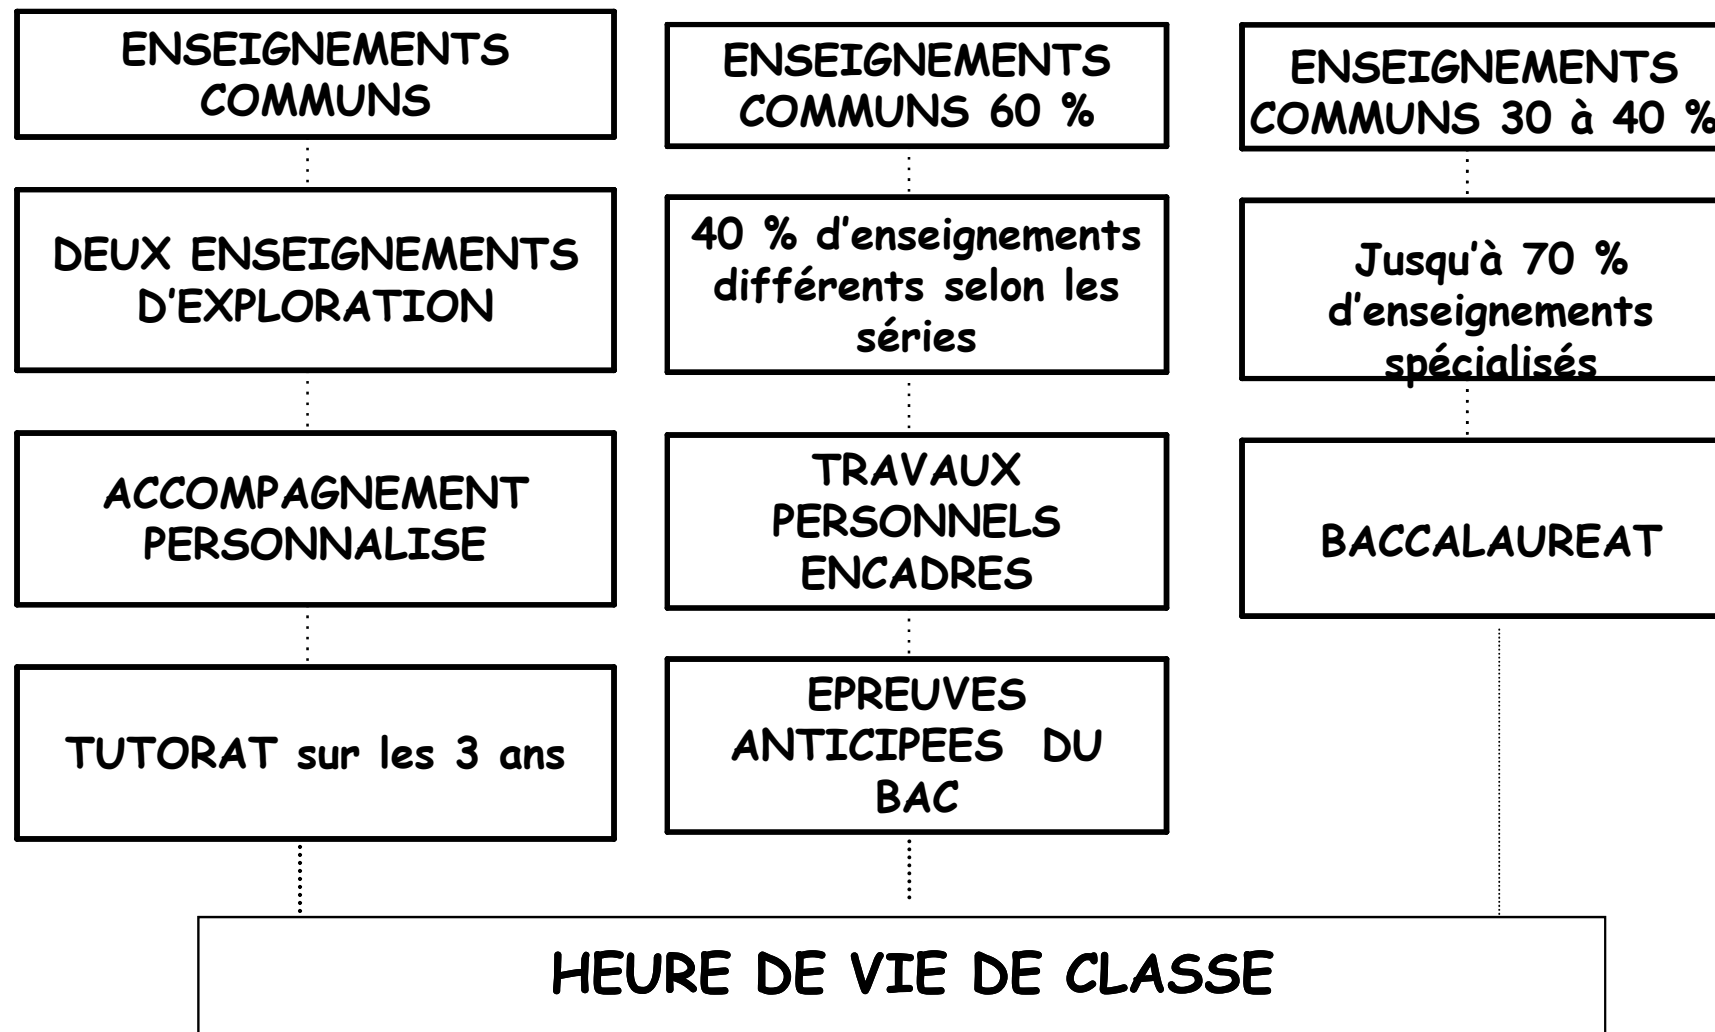 ENSEIGNEMENTS
COMMUNS
DEUX ENSEIGNEMENTS
D'EXPLORATION
ACCOMPAGNEMENT
PERSONNALISE
TUTORAT sur les 3 ans
ENSEIGNEMENTS
COMMUNS 60 %
40 % d'enseignements
différents selon les
séries
TRAVAUX
PERSONNELS
ENCADRES
EPREUVES
ANTICIPEES DU
BAC
ENSEIGNEMENTS
COMMUNS 30 à 40 %
Jusqu'à 70 %
d'enseignements
spécialisés
BACCALAUREAT
HEURE DE VIE DE CLASSE